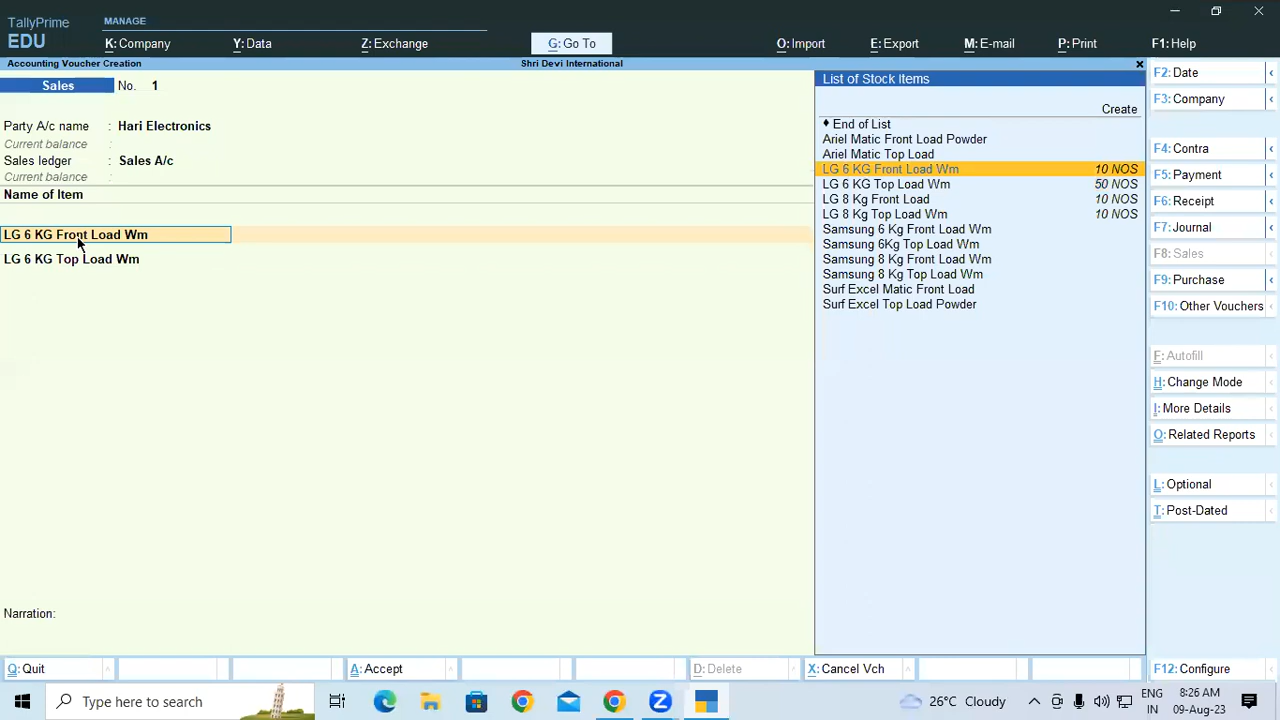 TallyPrime
EDU
MANAGE
K: Company
Y: Data
Z: Exchange
G: Go To
O: Import
E: Export
M: E-mail
P: Print
F1: Help
Accounting Voucher Creation
Shri Devi International
Sales No. 1
Party A/c name : Hari Electronics
Current balance :
Sales ledger : Sales A/c
Current balance :
Name of Item
LG 6 KG Front Load Wm
LG 6 KG Top Load Wm
Narration:
List of Stock Items
Create
♦ End of List
Ariel Matic Front Load Powder
Ariel Matic Top Load
LG 6 KG Front Load Wm 10 NOS
LG 6 KG Top Load Wm 50 NOS
LG 8 Kg Front Load 10 NOS
LG 8 Kg Top Load Wm 10 NOS
Samsung 6 Kg Front Load Wm
Samsung 6Kg Top Load Wm
Samsung 8 Kg Front Load Wm
Samsung 8 Kg Top Load Wm
Surf Excel Matic Front Load
Surf Excel Top Load Powder
F2: Date
F3: Company
F4: Contra
F5: Payment
F6: Receipt
F7: Journal
F8: Sales
F9: Purchase
F10: Other Vouchers
F: Autofill
H: Change Mode
I: More Details
O: Related Reports
L: Optional
T: Post-Dated
Q: Quit
A: Accept
D: Delete
X: Cancel Vch
F12: Configure
Type here to search
26°C Cloudy
ENG
IN
8:26 AM
09-Aug-23